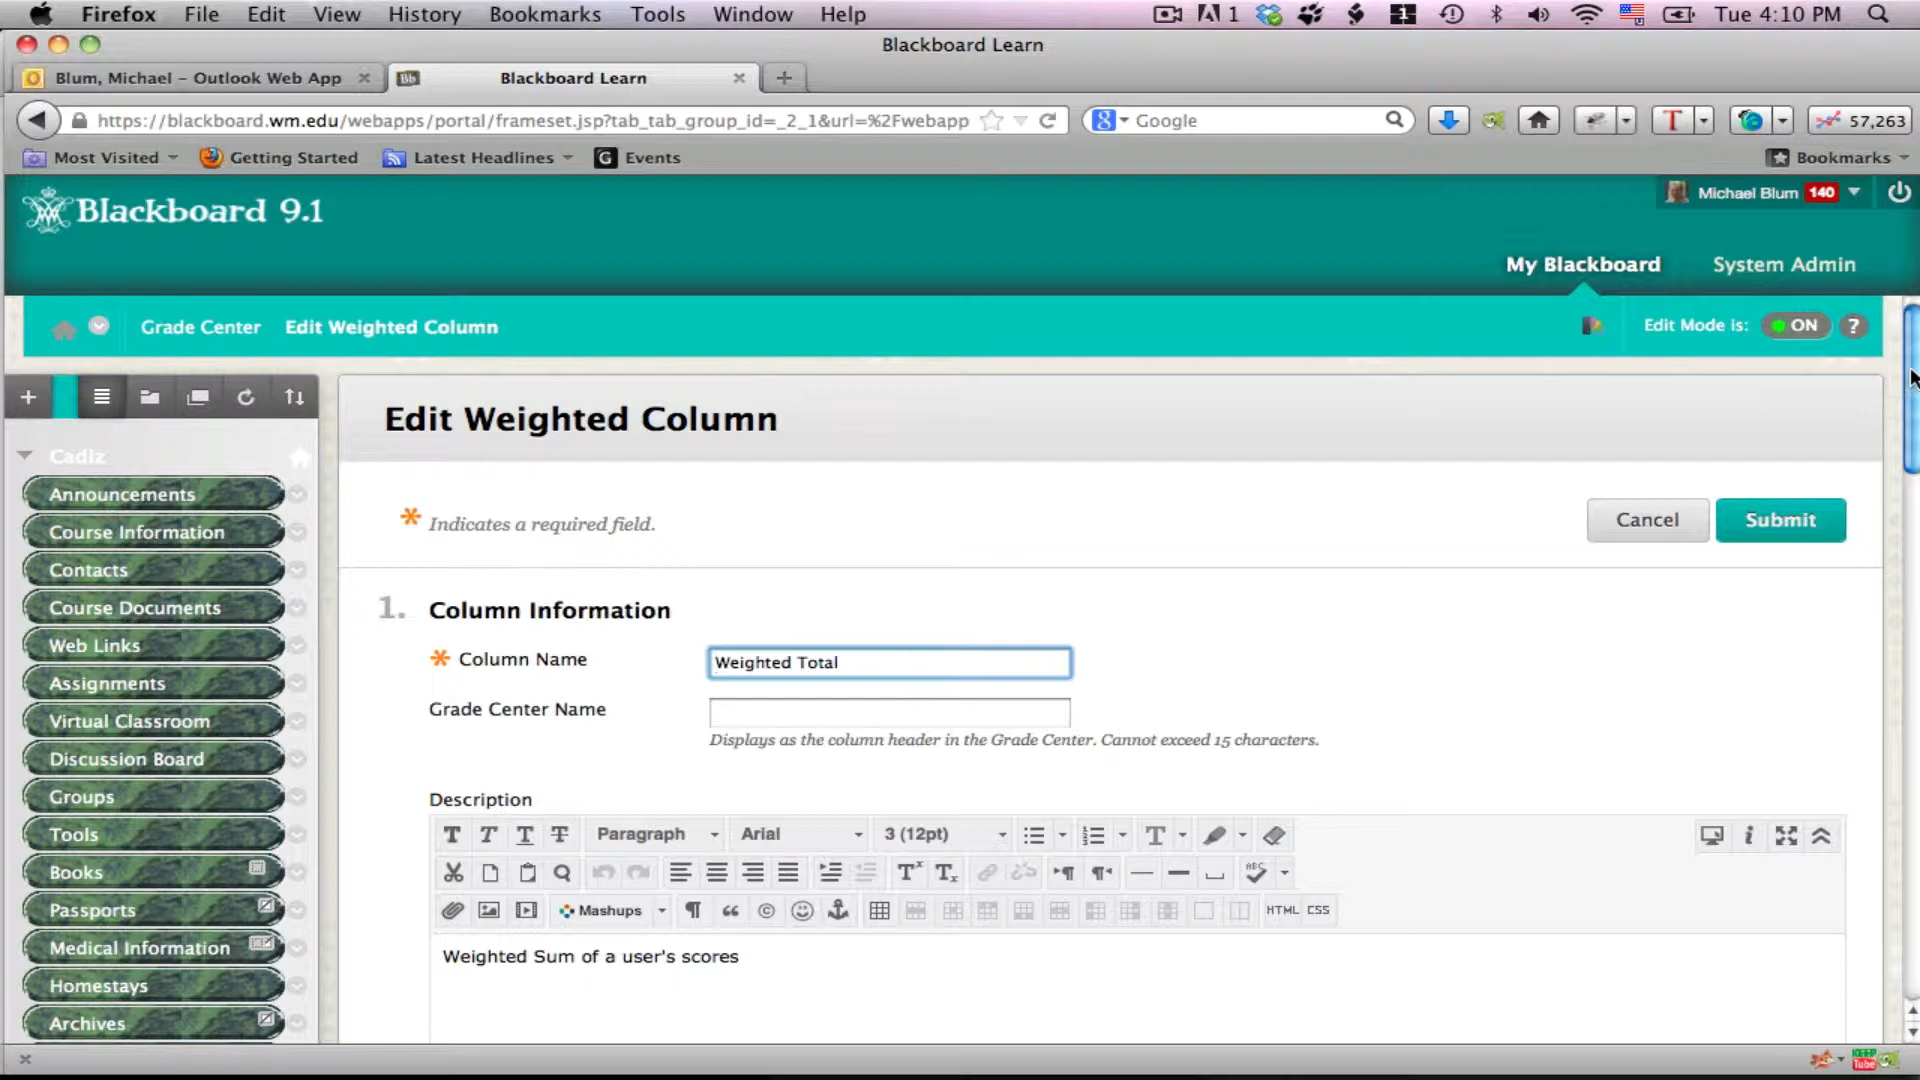 Firefox File Edit View History Bookmarks Tools Window Help 1 1 Tue 4:10 PM
Blackboard Learn
Blum, Michael – Outlook Web App Bb Blackboard Learn
https://blackboard.wm.edu/webapps/portal/frameset.jsp?tab_tab_group_id=_2_1&url=%2Fwebapp Google 57,263
Most Visited Getting Started Latest Headlines Events Bookmarks
Blackboard 9.1
Michael Blum 140
My Blackboard System Admin
Grade Center Edit Weighted Column Edit Mode is: ON ?
Edit Weighted Column
Cadiz
Announcements
Course Information
Contacts
Course Documents
Web Links
Assignments
Virtual Classroom
Discussion Board
Groups
Tools
Books
Passports
Medical Information
Homestays
Archives
* Indicates a required field.
Cancel Submit
1. Column Information
* Column Name Weighted Total
Grade Center Name
Displays as the column header in the Grade Center. Cannot exceed 15 characters.
Description
T T T T Paragraph Arial 3 (12pt)
ABC
Mashups HTML CSS
Weighted Sum of a user's scores